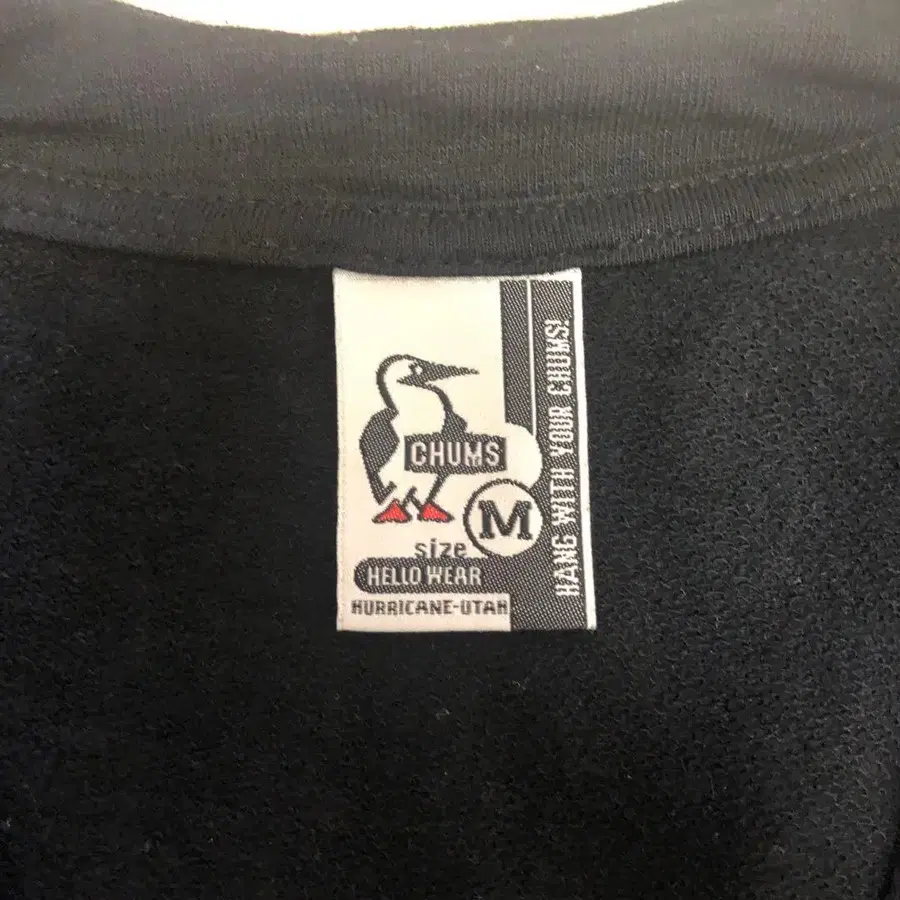 CHUMS
M
size
HELLO WEAR
HURRICANE-UTAH
HANG WITH YOUR CHUMS!